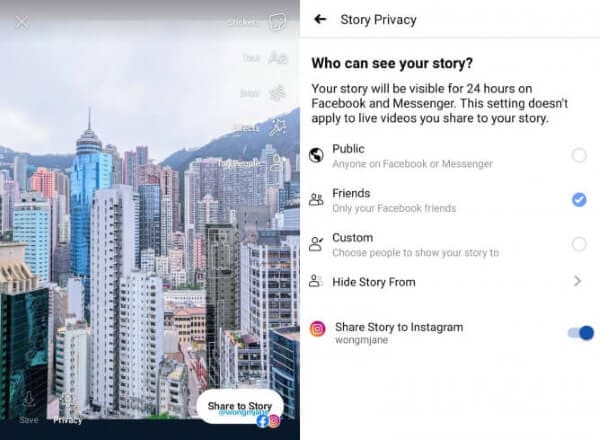 Stickers
Text
Draw
Effects
Tag People
Save
Privacy
Share to Story
@wongmjane
Story Privacy
Who can see your story?
Your story will be visible for 24 hours on
Facebook and Messenger. This setting doesn't
apply to live videos you share to your story.
Public
Anyone on Facebook or Messenger
Friends
Only your Facebook friends
Custom
Choose people to show your story to
Hide Story From
Share Story to Instagram
wongmjane